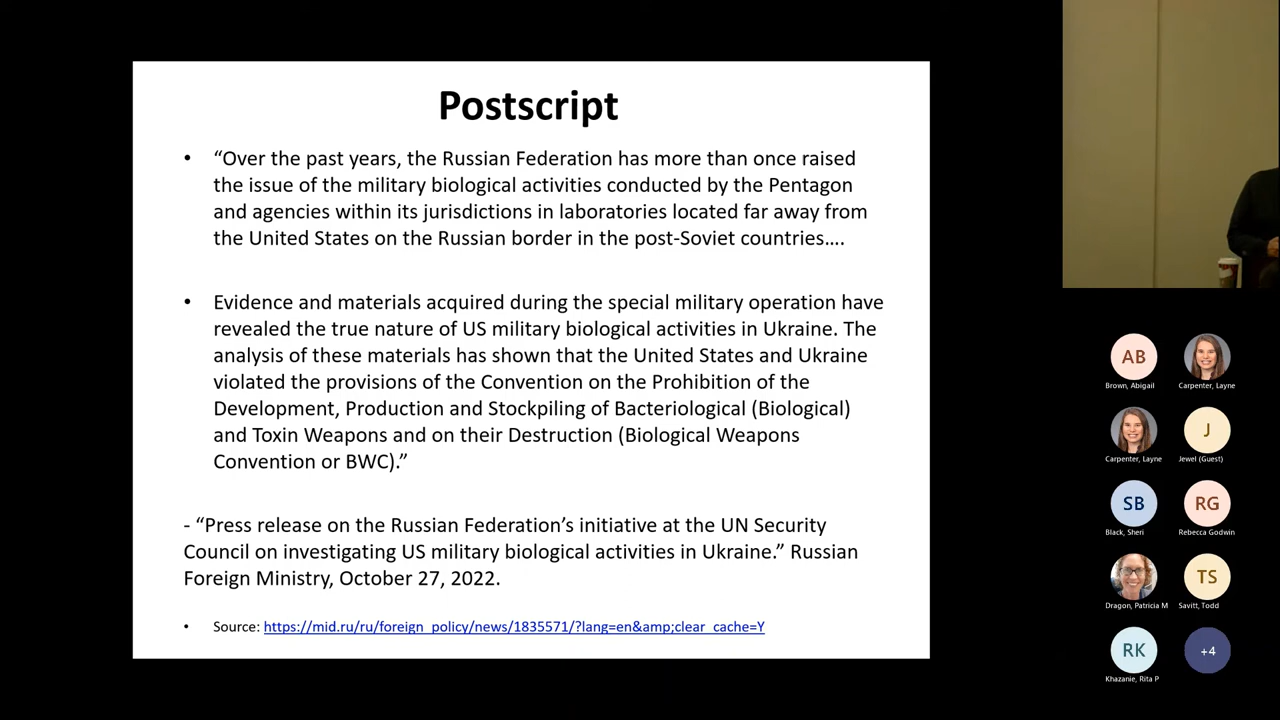 Postscript
• “Over the past years, the Russian Federation has more than once raised
the issue of the military biological activities conducted by the Pentagon
and agencies within its jurisdictions in laboratories located far away from
the United States on the Russian border in the post-Soviet countries….
• Evidence and materials acquired during the special military operation have
revealed the true nature of US military biological activities in Ukraine. The
analysis of these materials has shown that the United States and Ukraine
violated the provisions of the Convention on the Prohibition of the
Development, Production and Stockpiling of Bacteriological (Biological)
and Toxin Weapons and on their Destruction (Biological Weapons
Convention or BWC).”
- “Press release on the Russian Federation’s initiative at the UN Security
Council on investigating US military biological activities in Ukraine.” Russian
Foreign Ministry, October 27, 2022.
• Source: https://mid.ru/ru/foreign_policy/news/1835571/?lang=en&amp;clear_cache=Y
AB
Brown, Abigail
Carpenter, Layne
Carpenter, Layne
J
Jewel (Guest)
SB
Black, Sheri
RG
Rebecca Godwin
Dragon, Patricia M
TS
Savitt, Todd
RK
Khazanie, Rita P
+4